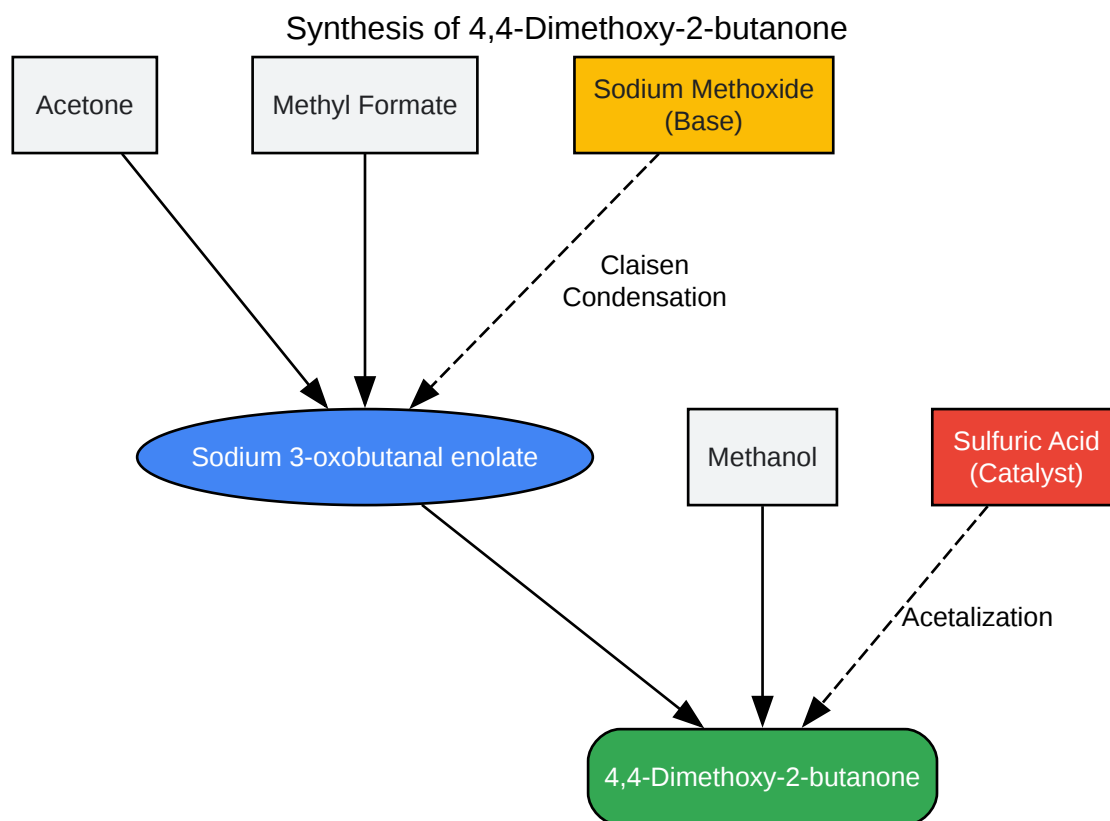 Synthesis of 4,4-Dimethoxy-2-butanone
Acetone
Methyl Formate
Sodium Methoxide
(Base)
Claisen
Condensation
Sodium 3-oxobutanal enolate
Methanol
Sulfuric Acid
(Catalyst)
Acetalization
4,4-Dimethoxy-2-butanone